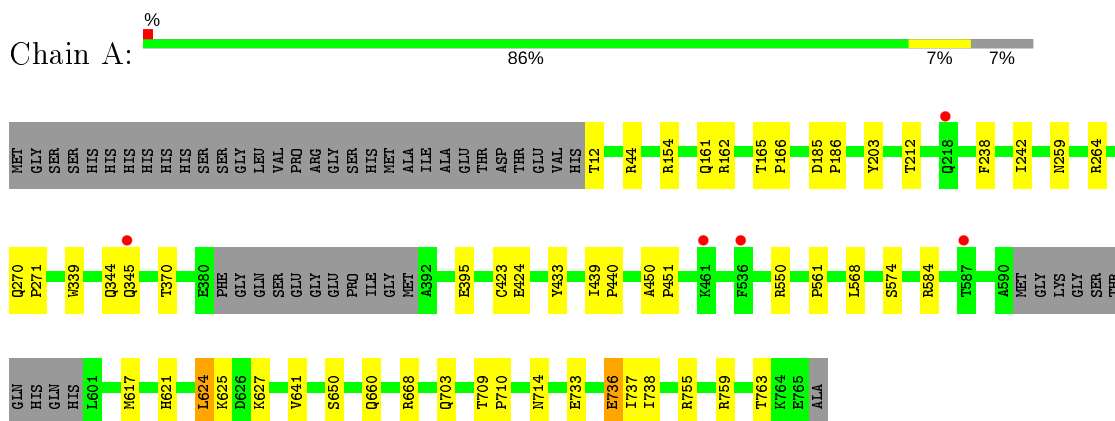 %
Chain A:
86% 7% 7%
MET GLY SER SER HIS HIS HIS HIS HIS HIS SER SER GLY LEU VAL PRO ARG GLY SER HIS MET ALA ILE ALA GLU THR ASP THR GLU VAL HIS T12 R44 R154 Q161 R162 T165 P166 D185 P186 Y203 T212 Q218 F238 I242 N259 R264
Q270 P271 W339 Q344 Q345 T370 E380 PHE GLY GLN SER GLU GLY GLU PRO ILE GLY MET A392 E395 C423 E424 Y433 I439 P440 A450 P451 K461 F536 R550 P561 L568 S574 R584 T587 A590 MET GLY LYS GLY SER THR
GLN HIS GLN HIS L601 M617 H621 L624 K625 D626 K627 V641 S650 Q660 R668 Q703 T709 P710 N714 E733 E736 I737 I738 R755 R759 T763 K764 E765 ALA